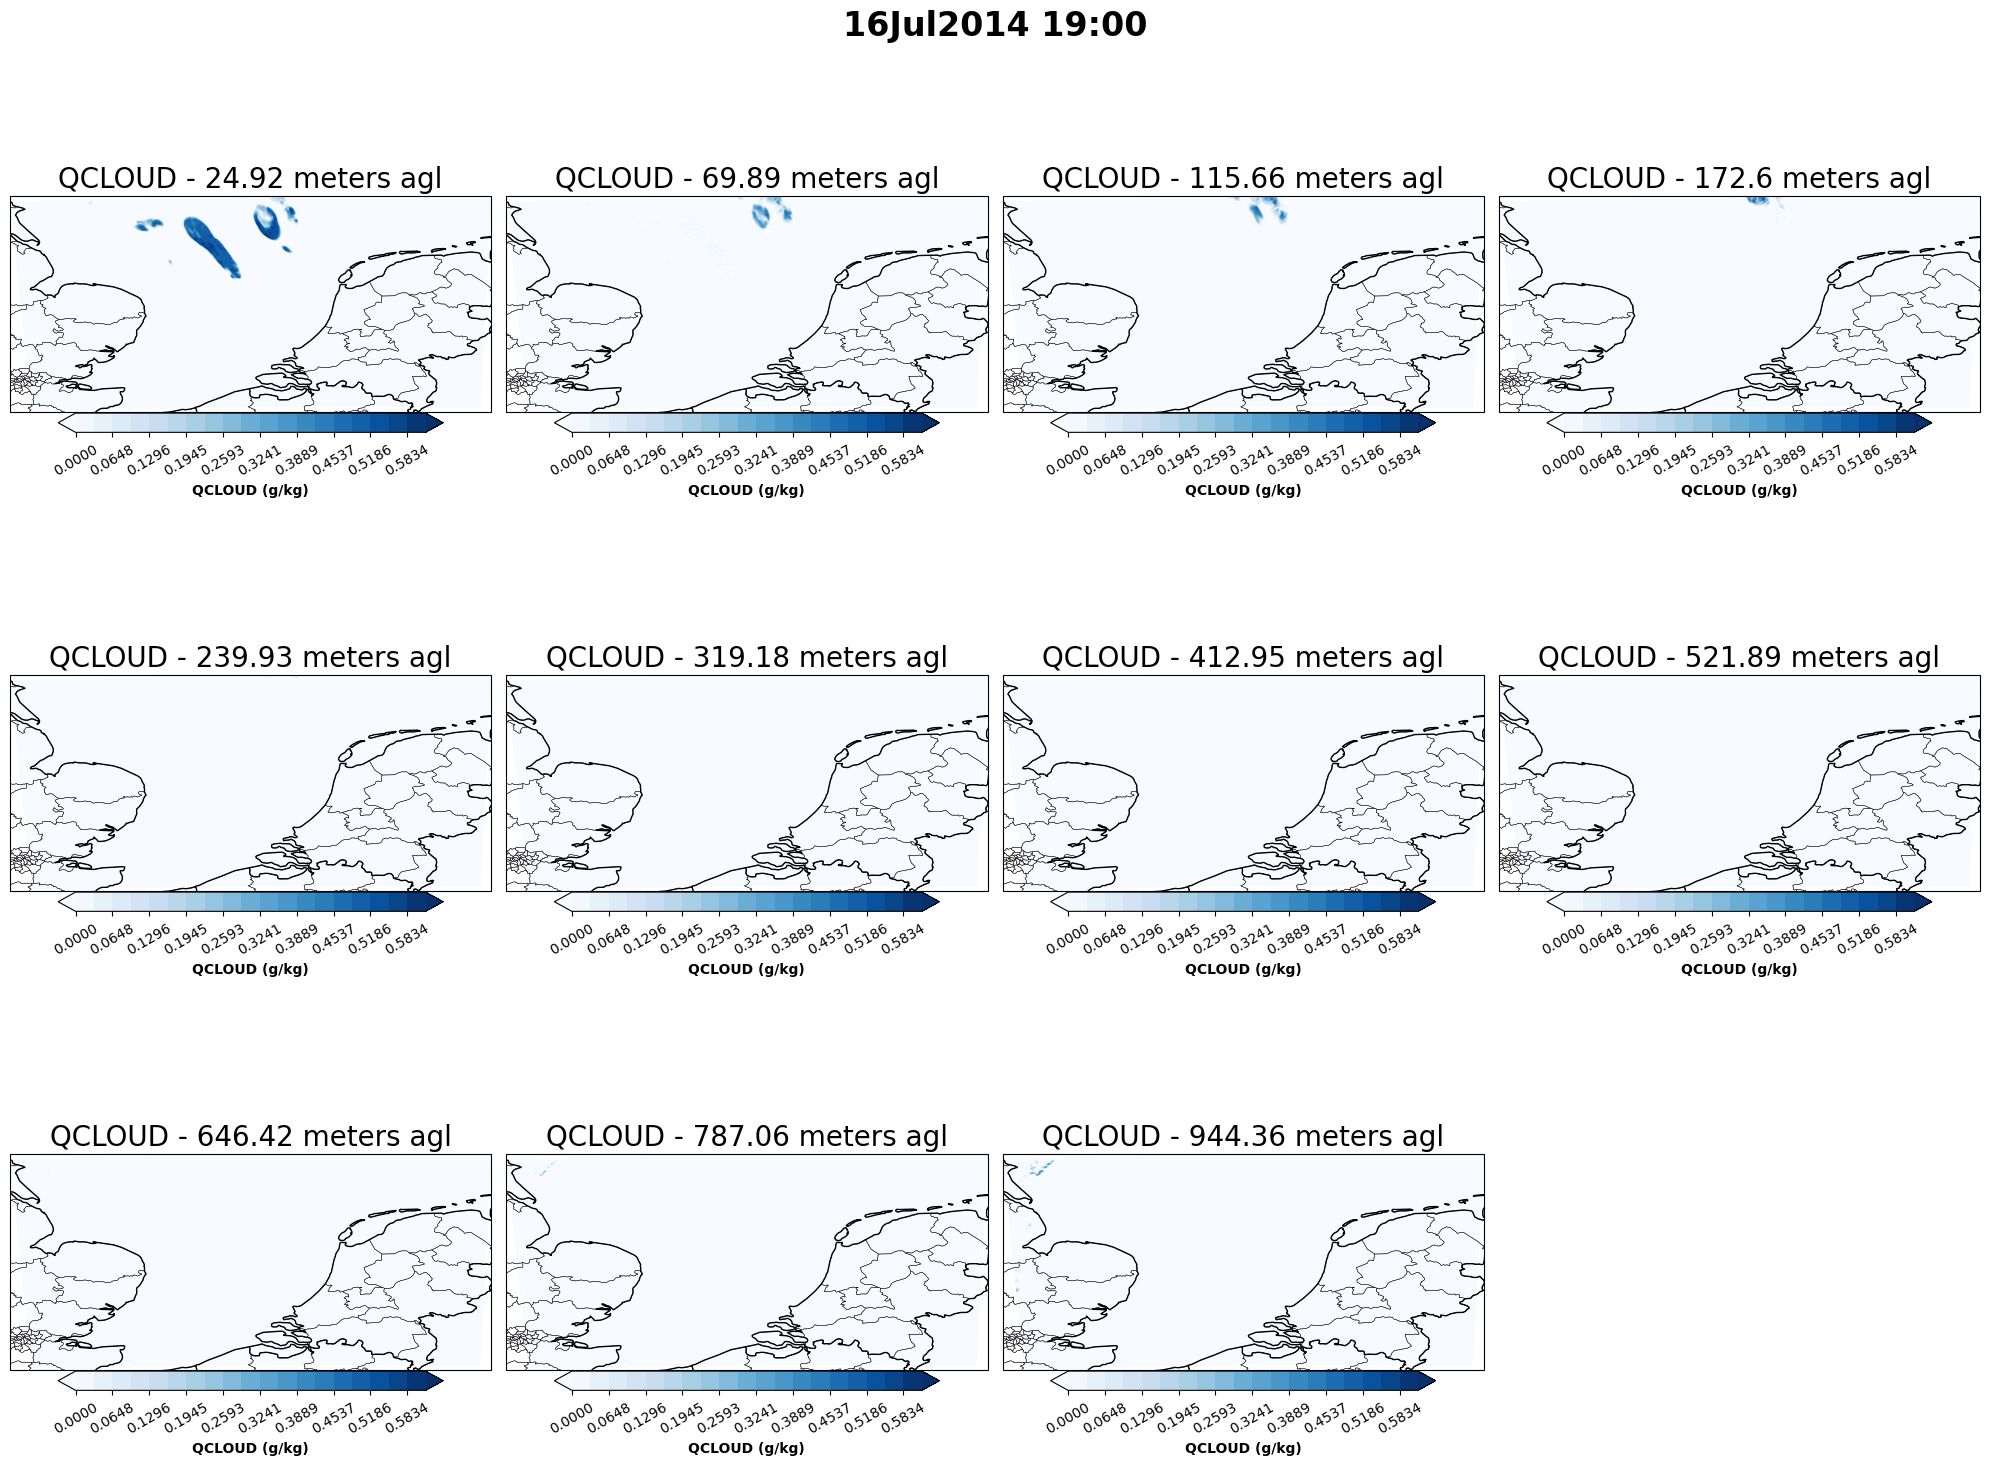 16Jul2014 19:00
QCLOUD - 24.92 meters agl
QCLOUD - 69.89 meters agl
QCLOUD - 115.66 meters agl
QCLOUD - 172.6 meters agl
0.0000 0.0648 0.1296 0.1945 0.2593 0.3241 0.3889 0.4537 0.5186 0.5834
0.0000 0.0648 0.1296 0.1945 0.2593 0.3241 0.3889 0.4537 0.5186 0.5834
0.0000 0.0648 0.1296 0.1945 0.2593 0.3241 0.3889 0.4537 0.5186 0.5834
0.0000 0.0648 0.1296 0.1945 0.2593 0.3241 0.3889 0.4537 0.5186 0.5834
QCLOUD (g/kg)
QCLOUD (g/kg)
QCLOUD (g/kg)
QCLOUD (g/kg)
QCLOUD - 239.93 meters agl
QCLOUD - 319.18 meters agl
QCLOUD - 412.95 meters agl
QCLOUD - 521.89 meters agl
0.0000 0.0648 0.1296 0.1945 0.2593 0.3241 0.3889 0.4537 0.5186 0.5834
0.0000 0.0648 0.1296 0.1945 0.2593 0.3241 0.3889 0.4537 0.5186 0.5834
0.0000 0.0648 0.1296 0.1945 0.2593 0.3241 0.3889 0.4537 0.5186 0.5834
0.0000 0.0648 0.1296 0.1945 0.2593 0.3241 0.3889 0.4537 0.5186 0.5834
QCLOUD (g/kg)
QCLOUD (g/kg)
QCLOUD (g/kg)
QCLOUD (g/kg)
QCLOUD - 646.42 meters agl
QCLOUD - 787.06 meters agl
QCLOUD - 944.36 meters agl
0.0000 0.0648 0.1296 0.1945 0.2593 0.3241 0.3889 0.4537 0.5186 0.5834
0.0000 0.0648 0.1296 0.1945 0.2593 0.3241 0.3889 0.4537 0.5186 0.5834
0.0000 0.0648 0.1296 0.1945 0.2593 0.3241 0.3889 0.4537 0.5186 0.5834
QCLOUD (g/kg)
QCLOUD (g/kg)
QCLOUD (g/kg)